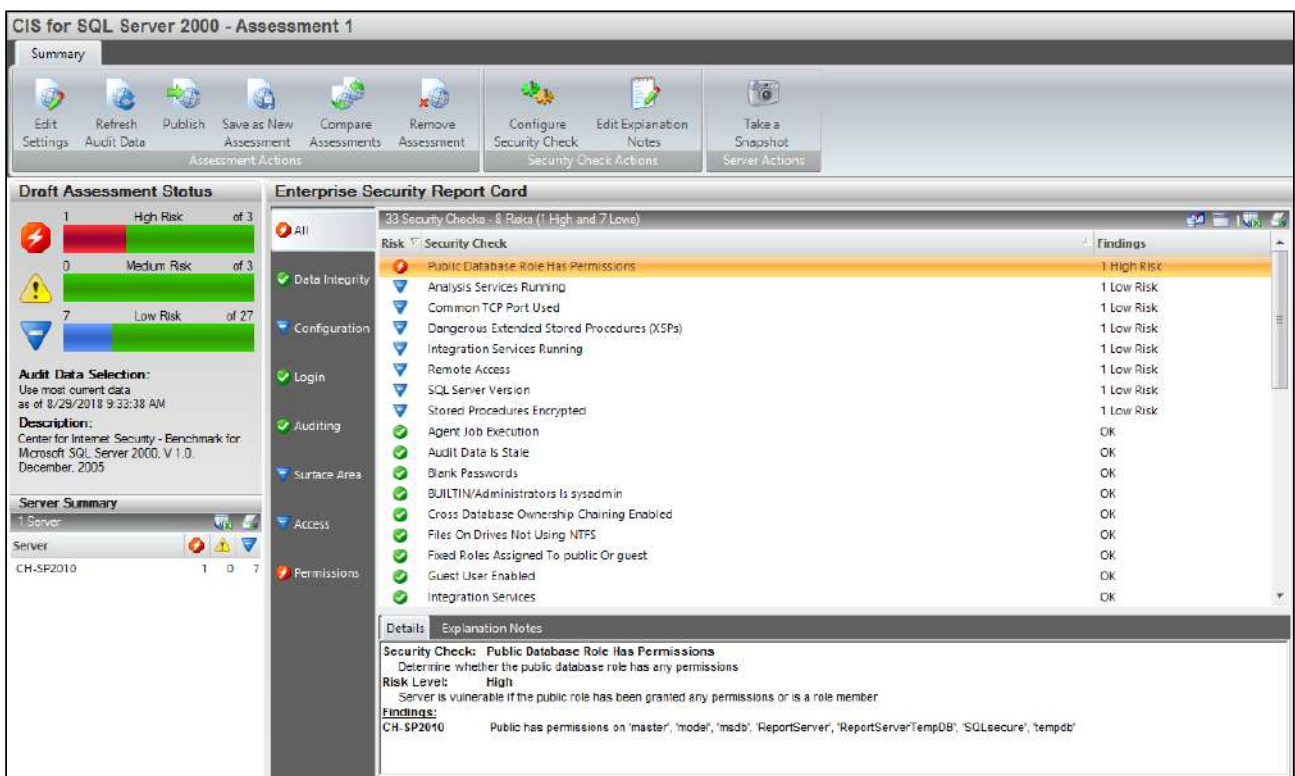 CIS for SQL Server 2000 - Assessment 1
Summary
Edit Settings
Refresh Audit Data
Publish
Save as New Assessment
Compare Assessments
Remove Assessment
Configure Security Check
Edit Explanation Notes
Take a Snapshot
Assessment Actions
Security Check Actions
Server Actions
Draft Assessment Status
1 High Risk of 3
0 Medium Risk of 3
7 Low Risk of 27
Audit Data Selection:
Use most current data
as of 8/29/2018 9:33:38 AM
Description:
Center for Internet Security - Benchmark for
Microsoft SQL Server 2000, V 1.0.
December, 2005
Server Summary
1 Server
Server
CH-SP2010 1 0 7
Enterprise Security Report Card
All
Data Integrity
Configuration
Login
Auditing
Surface Area
Access
Permissions
33 Security Checks - 8 Risks (1 High and 7 Lows)
Risk Security Check Findings
Public Database Role Has Permissions 1 High Risk
Analysis Services Running 1 Low Risk
Common TCP Port Used 1 Low Risk
Dangerous Extended Stored Procedures (XSPs) 1 Low Risk
Integration Services Running 1 Low Risk
Remote Access 1 Low Risk
SQL Server Version 1 Low Risk
Stored Procedures Encrypted 1 Low Risk
Agent Job Execution OK
Audit Data Is Stale OK
Blank Passwords OK
BUILTIN/Administrators Is sysadmin OK
Cross Database Ownership Chaining Enabled OK
Files On Drives Not Using NTFS OK
Fixed Roles Assigned To public Or guest OK
Guest User Enabled OK
Integration Services OK
Details Explanation Notes
Security Check: Public Database Role Has Permissions
Determine whether the public database role has any permissions
Risk Level: High
Server is vulnerable if the public role has been granted any permissions or is a role member.
Findings:
CH-SP2010 Public has permissions on 'master', 'model', 'msdb', 'ReportServer', 'ReportServerTempDB', 'SQLsecure', 'tempdb'